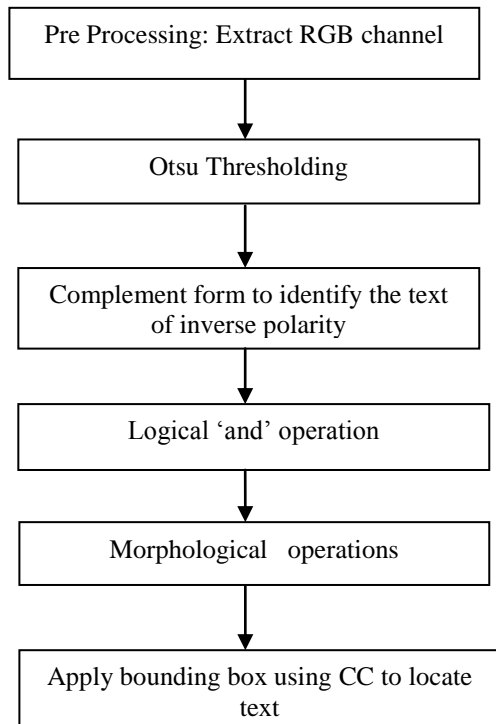 Pre Processing: Extract RGB channel
Otsu Thresholding
Complement form to identify the text
of inverse polarity
Logical ‘and’ operation
Morphological operations
Apply bounding box using CC to locate
text